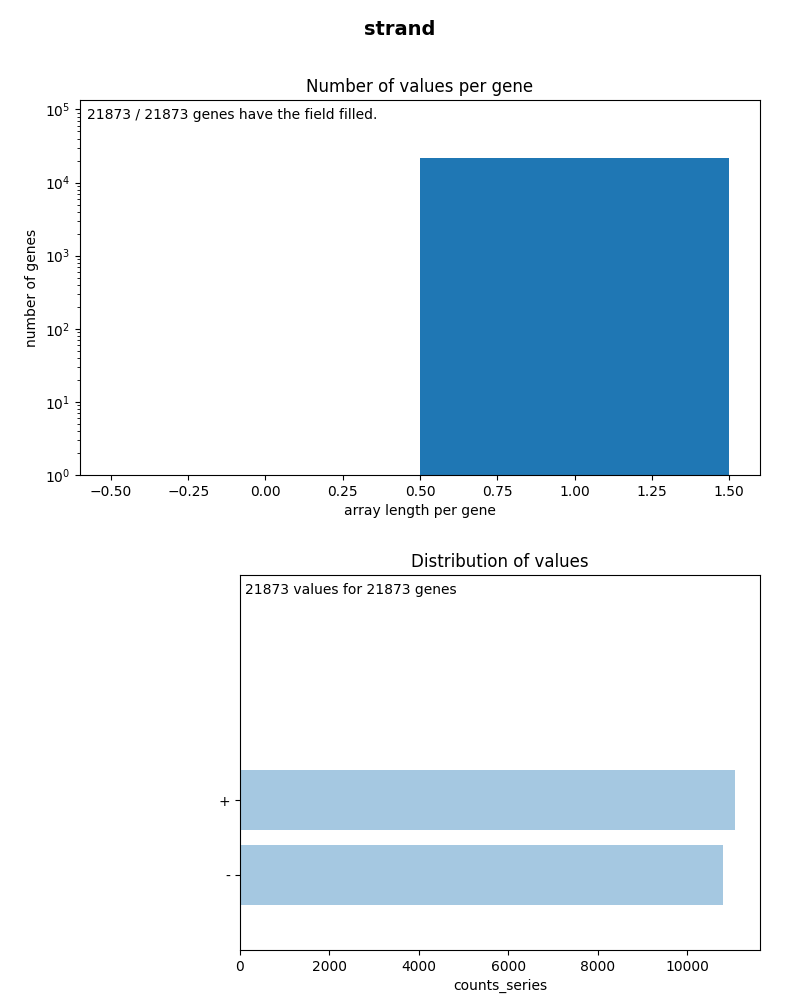 strand
Number of values per gene
21873 / 21873 genes have the field filled.
10⁵
10⁴
10³
10²
10¹
10⁰
number of genes
−0.50 −0.25 0.00 0.25 0.50 0.75 1.00 1.25 1.50
array length per gene
Distribution of values
21873 values for 21873 genes
+
-
0 2000 4000 6000 8000 10000
counts_series